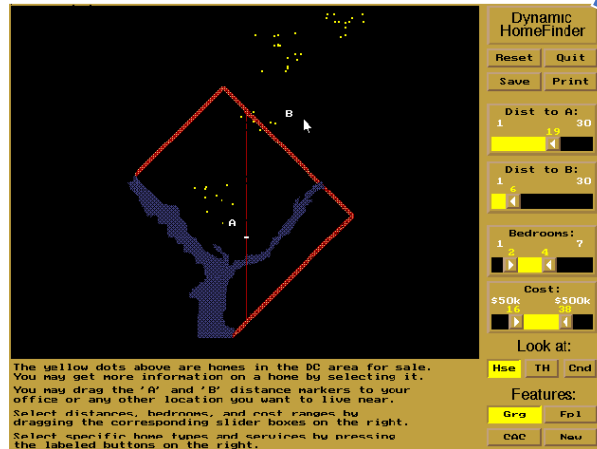 Dynamic
HomeFinder
Reset Quit
Save Print
Dist to A:
1 30
19
Dist to B:
1 30
6
Bedrooms:
1 7
2 4
Cost:
$50k $500k
16 38
Look at:
Hse TH Cnd
Features:
Grg Fpl
CAC New
B
A
The yellow dots above are homes in the DC area for sale.
You may get more information on a home by selecting it.
You may drag the 'A' and 'B' distance markers to your
office or any other location you want to live near.
Select distances, bedrooms, and cost ranges by
dragging the corresponding slider boxes on the right.
Select specific home types and services by pressing
the labeled buttons on the right.